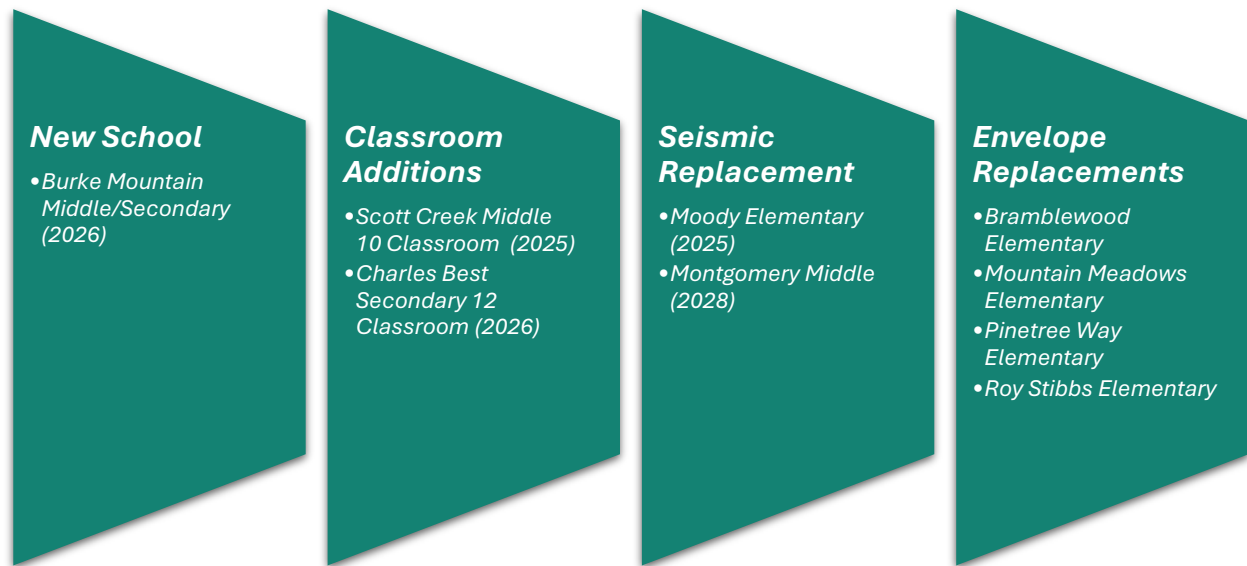 New School
•Burke Mountain
Middle/Secondary
(2026)
Classroom
Additions
•Scott Creek Middle
10 Classroom  (2025)
•Charles Best
Secondary 12
Classroom (2026)
Seismic
Replacement
•Moody Elementary
(2025)
•Montgomery Middle
(2028)
Envelope
Replacements
•Bramblewood
Elementary
•Mountain Meadows
Elementary
•Pinetree Way
Elementary
•Roy Stibbs Elementary